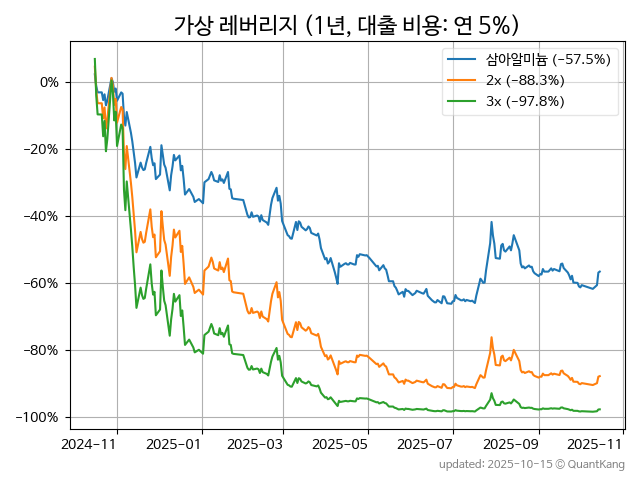 가상 레버리지 (1년, 대출 비용: 연 5%)
삼아알미늄 (−57.5%)
2x (−88.3%)
3x (−97.8%)
0%
−20%
−40%
−60%
−80%
−100%
2024-11 2025-01 2025-03 2025-05 2025-07 2025-09 2025-11
updated: 2025-10-15 © QuantKang